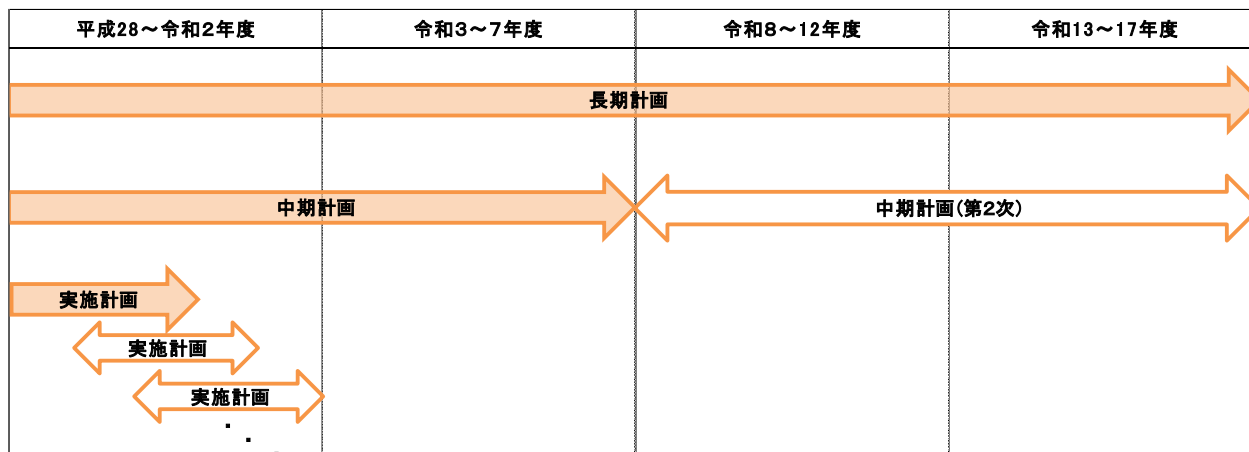 平成28～令和2年度
令和3～7年度
令和8～12年度
令和13～17年度
長期計画
中期計画
中期計画(第2次)
実施計画
実施計画
実施計画